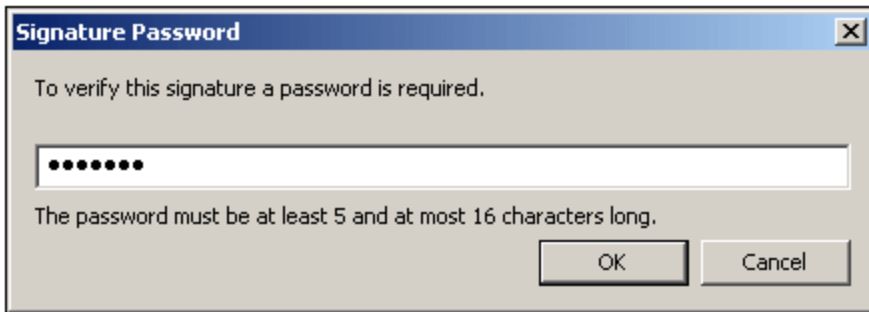 Signature Password
To verify this signature a password is required.
•••••••
The password must be at least 5 and at most 16 characters long.
OK
Cancel